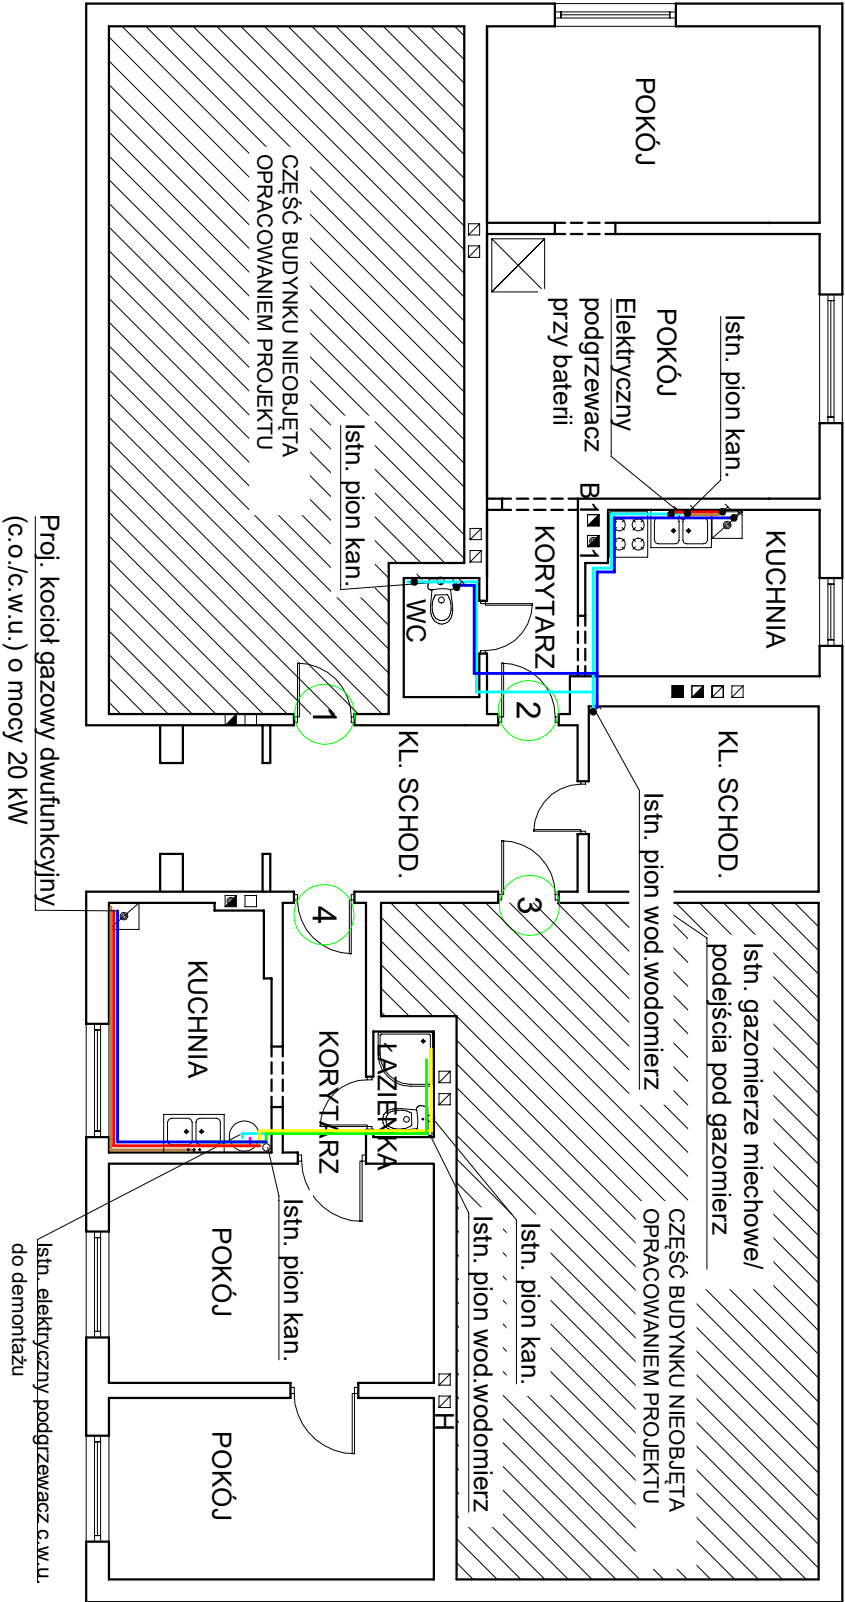 POKÓJ
POKÓJ
Istn. pion kan.
Elektryczny
podgrzewacz
przy baterii
KUCHNIA
B1
1
KORYTARZ
WC
Istn. pion kan.
CZĘŚĆ BUDYNKU NIEOBJĘTA
OPRACOWANIEM PROJEKTU
1
2
KL. SCHOD.
KL. SCHOD.
Istn. pion wod.wodomierz
3
4
Istn. gazomierze miechowe/
podejścia pod gazomierz
CZĘŚĆ BUDYNKU NIEOBJĘTA
OPRACOWANIEM PROJEKTU
Proj. kocioł gazowy dwufunkcyjny
(c.o./c.w.u.) o mocy 20 kW
KUCHNIA
KORYTARZ
ŁAZIENKA
Istn. pion kan.
Istn. pion wod.wodomierz
Istn. pion kan.
Istn. elektryczny podgrzewacz c.w.u.
do demontażu
POKÓJ
POKÓJ
H